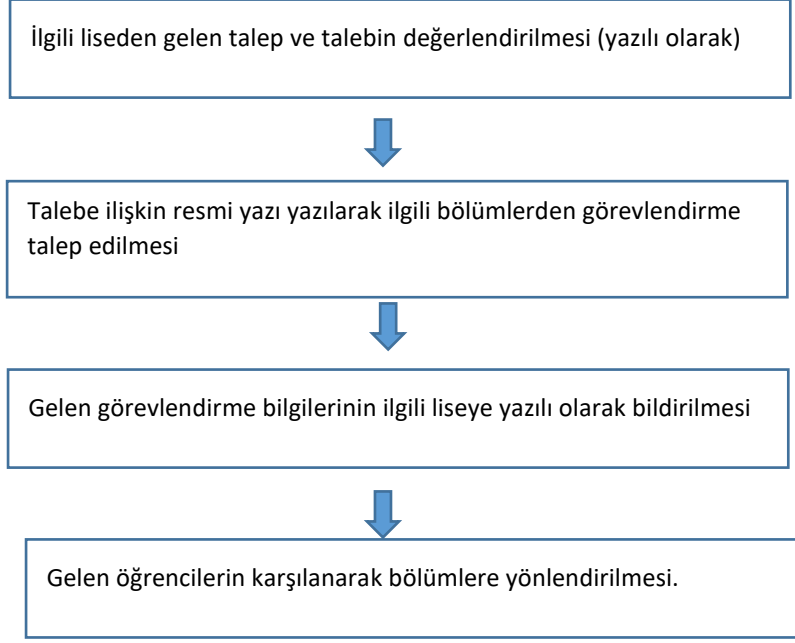 İlgili liseden gelen talep ve talebin değerlendirilmesi (yazılı olarak)
Talebe ilişkin resmi yazı yazılarak ilgili bölümlerden görevlendirme
talep edilmesi
Gelen görevlendirme bilgilerinin ilgili liseye yazılı olarak bildirilmesi
Gelen öğrencilerin karşılanarak bölümlere yönlendirilmesi.